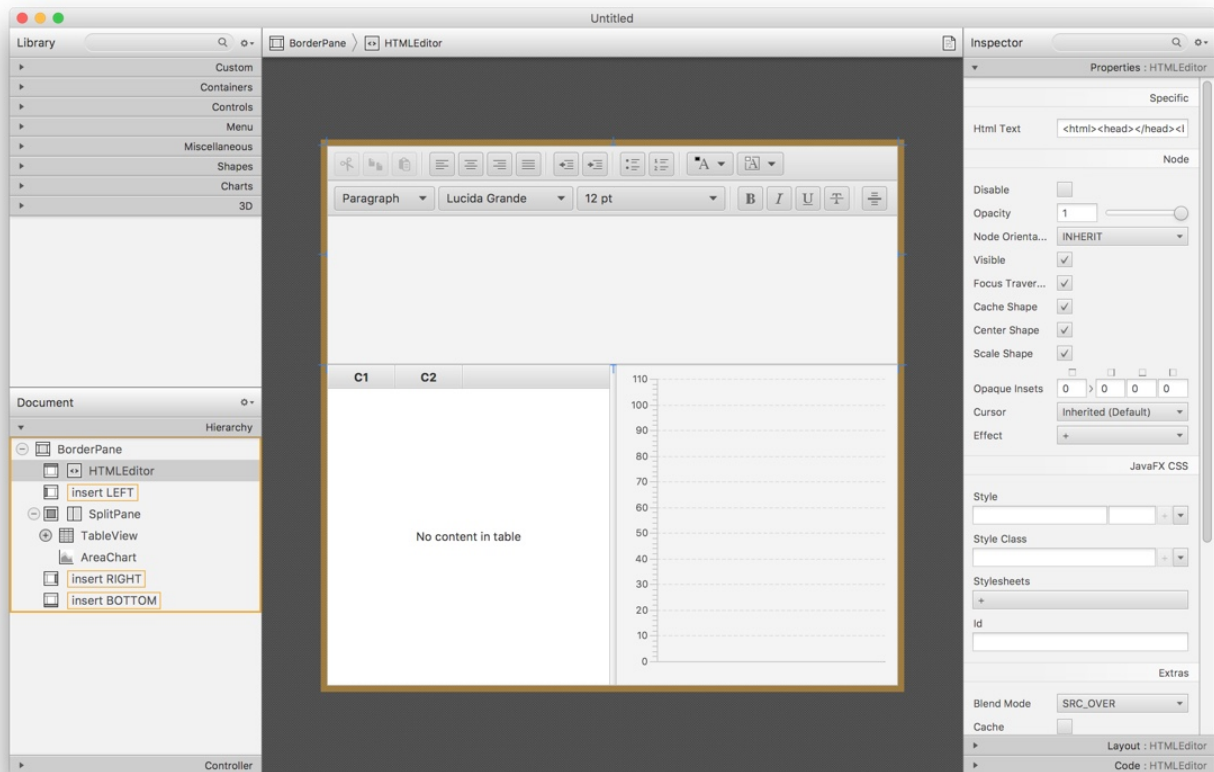 Untitled
Library
Custom
Containers
Controls
Menu
Miscellaneous
Shapes
Charts
3D
Document
Hierarchy
BorderPane
HTMLEditor
insert LEFT
SplitPane
TableView
AreaChart
insert RIGHT
insert BOTTOM
Controller
BorderPane HTMLEditor
A A
Paragraph Lucida Grande 12 pt B I U T
C1 C2
No content in table
110
100
90
80
70
60
50
40
30
20
10
0
Inspector
Properties : HTMLEditor
Specific
Html Text <html><head></head><l
Node
Disable
Opacity 1
Node Orienta... INHERIT
Visible
Focus Traver...
Cache Shape
Center Shape
Scale Shape
Opaque Insets 0 > 0 0 0
Cursor Inherited (Default)
Effect +
JavaFX CSS
Style
+
Style Class
+
Stylesheets
+
Id
Extras
Blend Mode SRC_OVER
Cache
Layout : HTMLEditor
Code : HTMLEditor